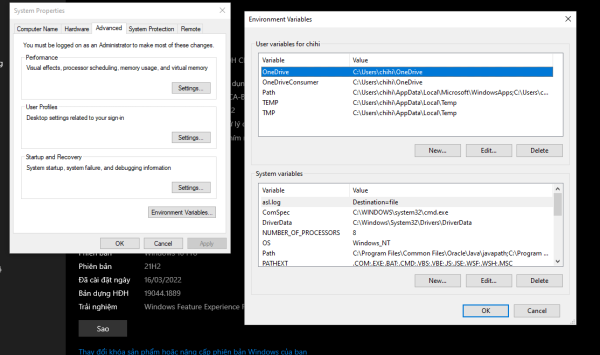 System Properties
Computer Name
Hardware
Advanced
System Protection
Remote
You must be logged on as an Administrator to make most of these changes.
Performance
Visual effects, processor scheduling, memory usage, and virtual memory
Settings...
User Profiles
Desktop settings related to your sign-in
Settings...
Startup and Recovery
System startup, system failure, and debugging information
Settings...
Environment Variables...
OK
Cancel
Apply
Phiên bản
21H2
Đã cài đặt ngày
16/03/2022
Bản dựng HĐH
19044.1889
Trải nghiệm
Windows Feature Experience
Sao
Thay đổi khóa sản phẩm hoặc nâng cấp phiên bản Windows của bạn
Environment Variables
User variables for chihi
Variable Value
OneDrive C:\Users\chihi\OneDrive
OneDriveConsumer C:\Users\chihi\OneDrive
Path C:\Users\chihi\AppData\Local\Microsoft\WindowsApps;C:\Users\c...
TEMP C:\Users\chihi\AppData\Local\Temp
TMP C:\Users\chihi\AppData\Local\Temp
New...
Edit...
Delete
System variables
Variable Value
asl.log Destination=file
ComSpec C:\WINDOWS\system32\cmd.exe
DriverData C:\Windows\System32\Drivers\DriverData
NUMBER_OF_PROCESSORS 8
OS Windows_NT
Path C:\Program Files\Common Files\Oracle\Java\javapath;C:\Program ...
PATHEXT .COM;.EXE;.BAT;.CMD;.VBS;.VBE;.JS;.JSE;.WSF;.WSH;.MSC
New...
Edit...
Delete
OK
Cancel